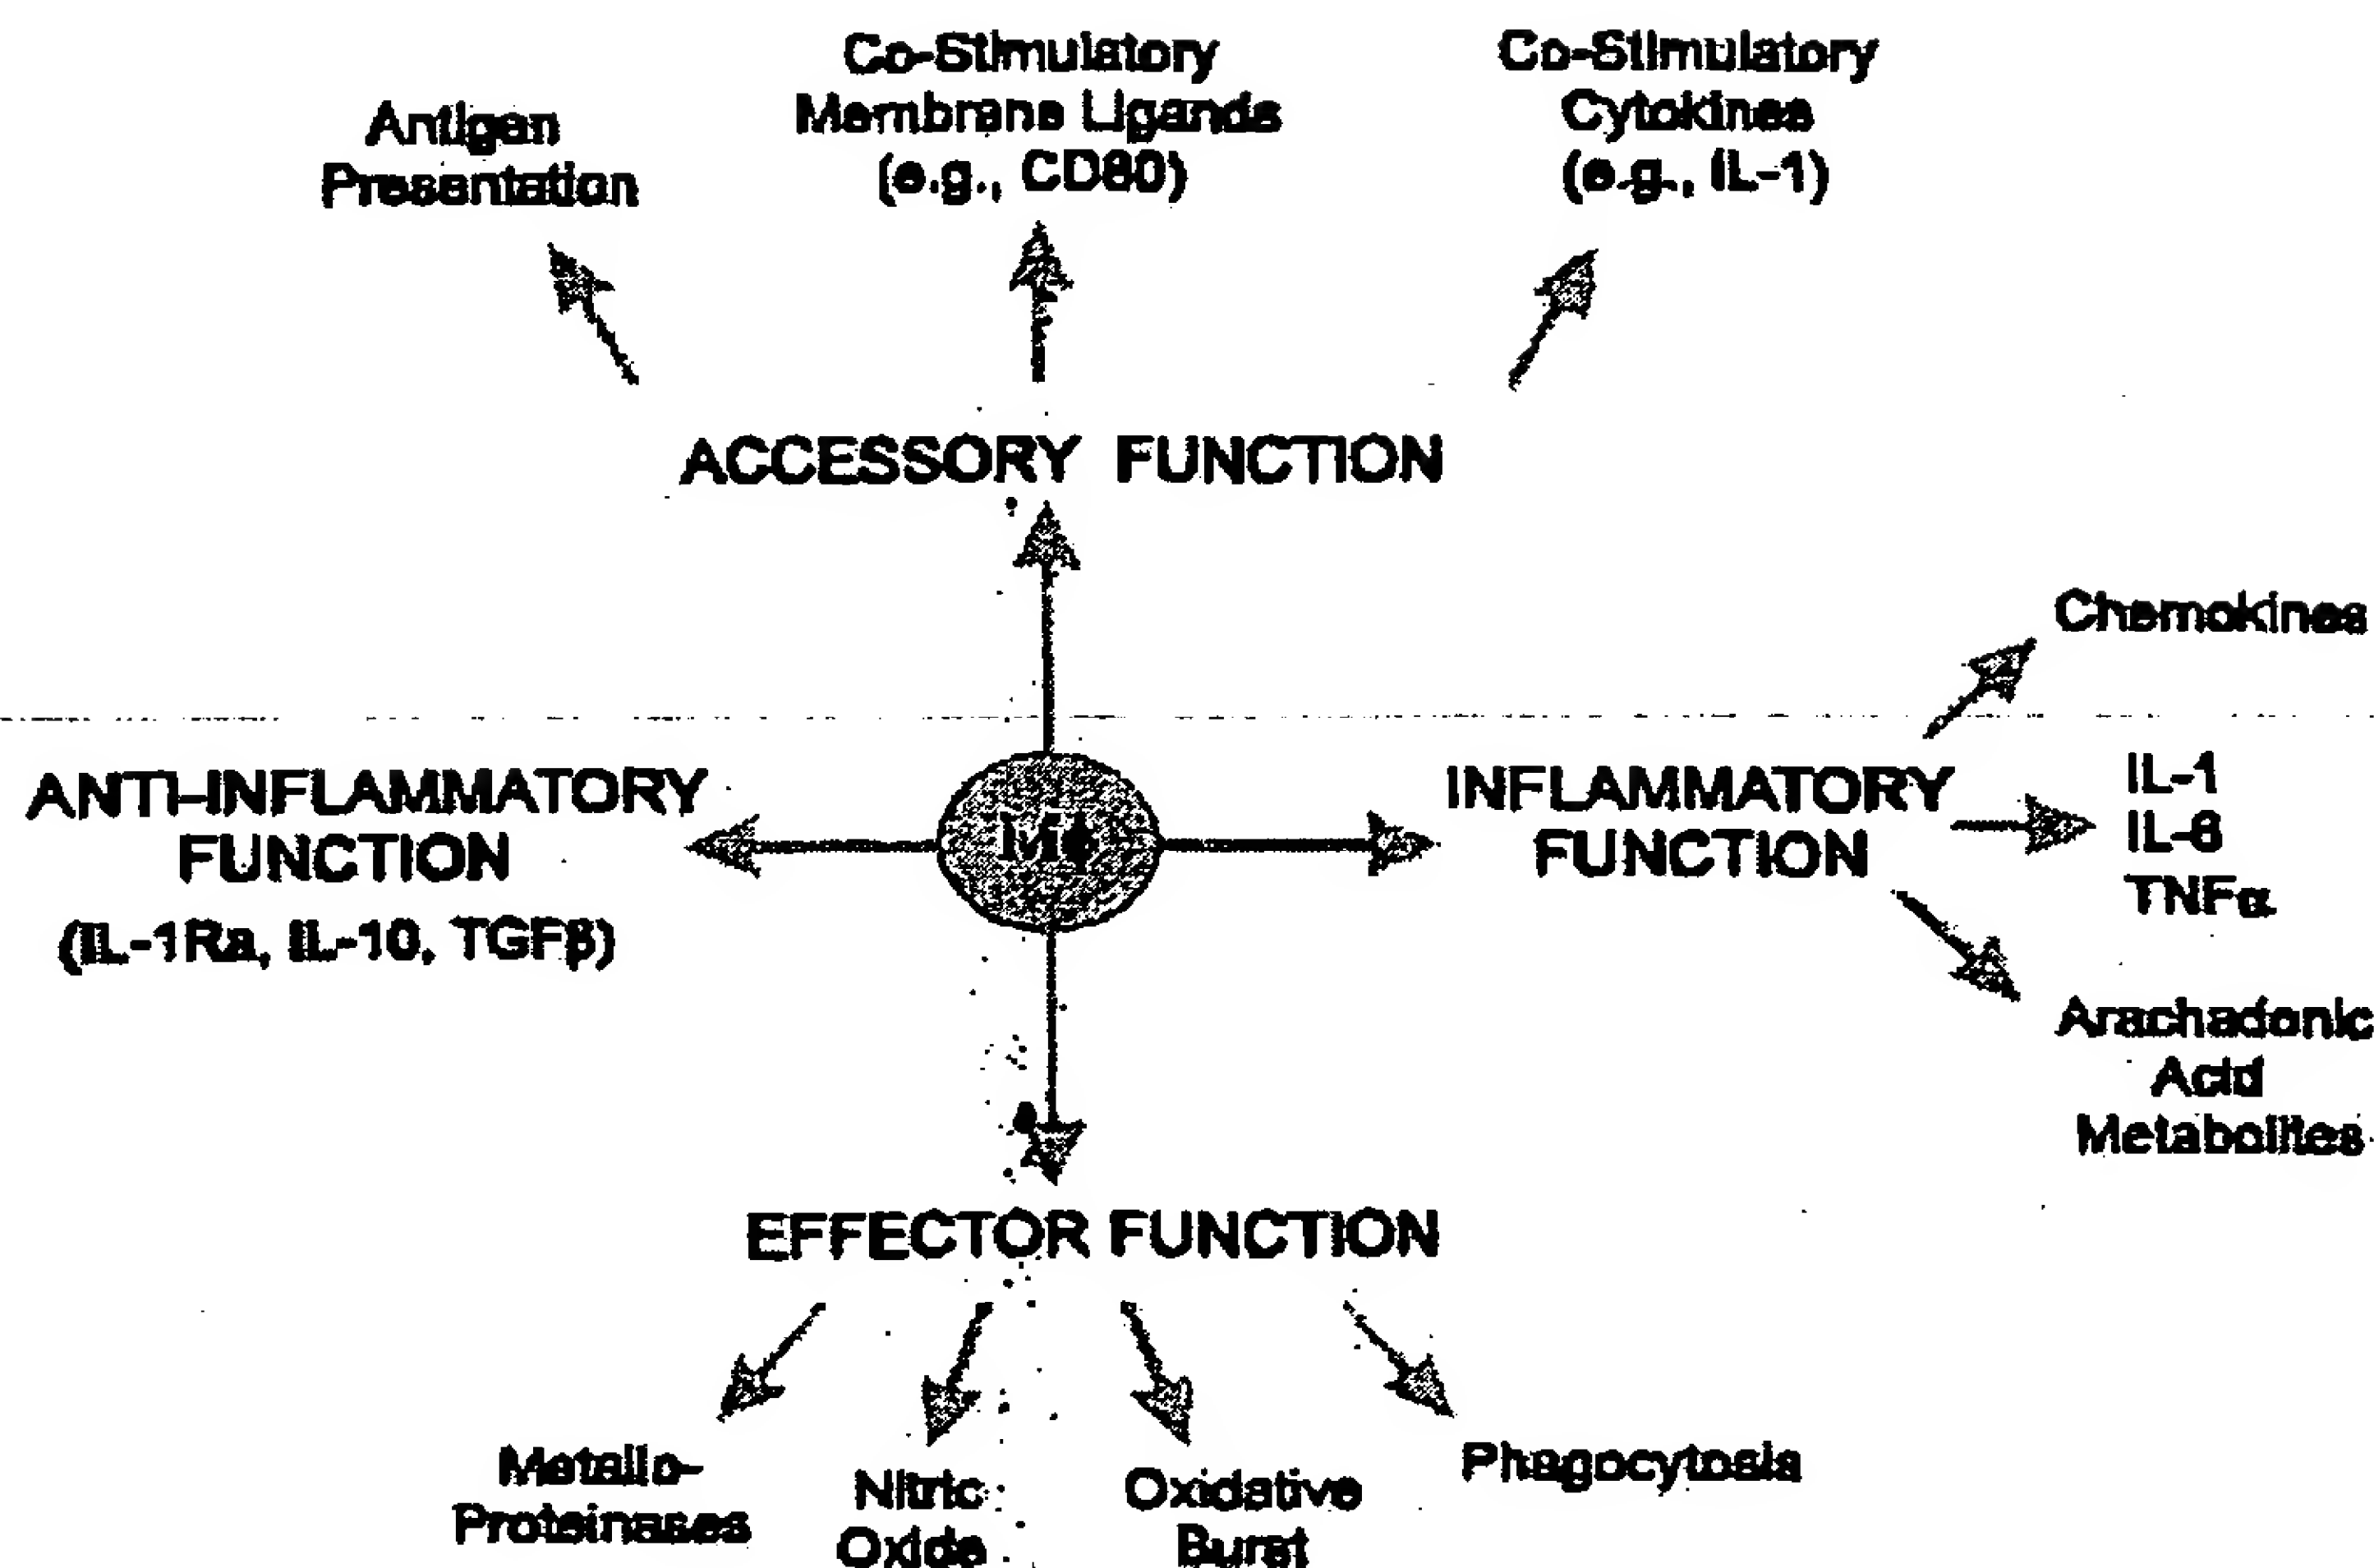 Antigen
Presentation
Co-Stimulatory
Membrane Ligands
(e.g., CD80)
Co-Stimulatory
Cytokines
(e.g., IL-1)
ACCESSORY FUNCTION
Chemokines
ANTI-INFLAMMATORY
FUNCTION
(IL-1Ra, IL-10, TGFβ)
Mϕ
INFLAMMATORY
FUNCTION
IL-1
IL-6
TNFα
Arachadonic
Acid
Metabolites
EFFECTOR FUNCTION
Metallo-
Proteinases
Nitric
Oxide
Oxidative
Burst
Phagocytosis